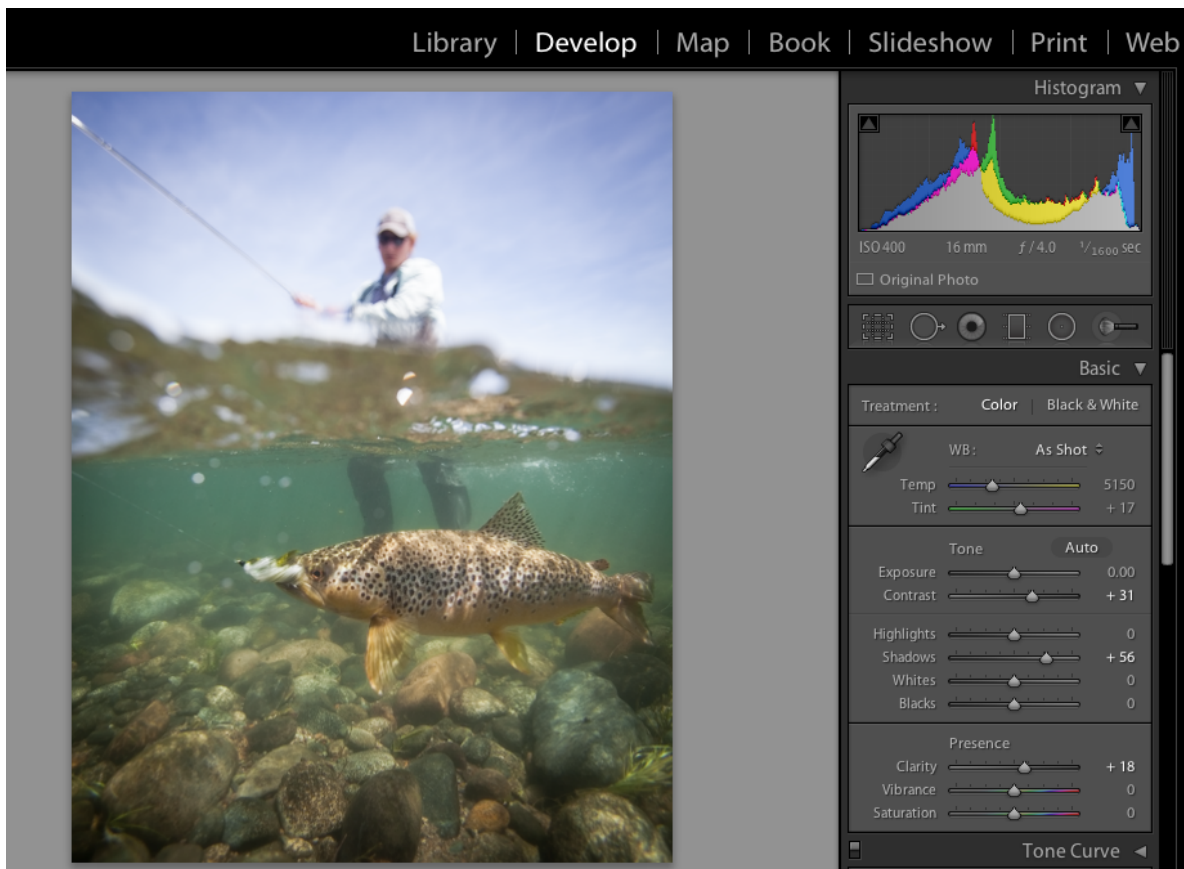 Library | Develop | Map | Book | Slideshow | Print | Web
Histogram
ISO 400 16 mm ƒ / 4.0 1/1600 sec
Original Photo
Basic
Treatment : Color | Black & White
WB : As Shot
Temp 5150
Tint + 17
Tone Auto
Exposure 0.00
Contrast + 31
Highlights 0
Shadows + 56
Whites 0
Blacks 0
Presence
Clarity + 18
Vibrance 0
Saturation 0
Tone Curve